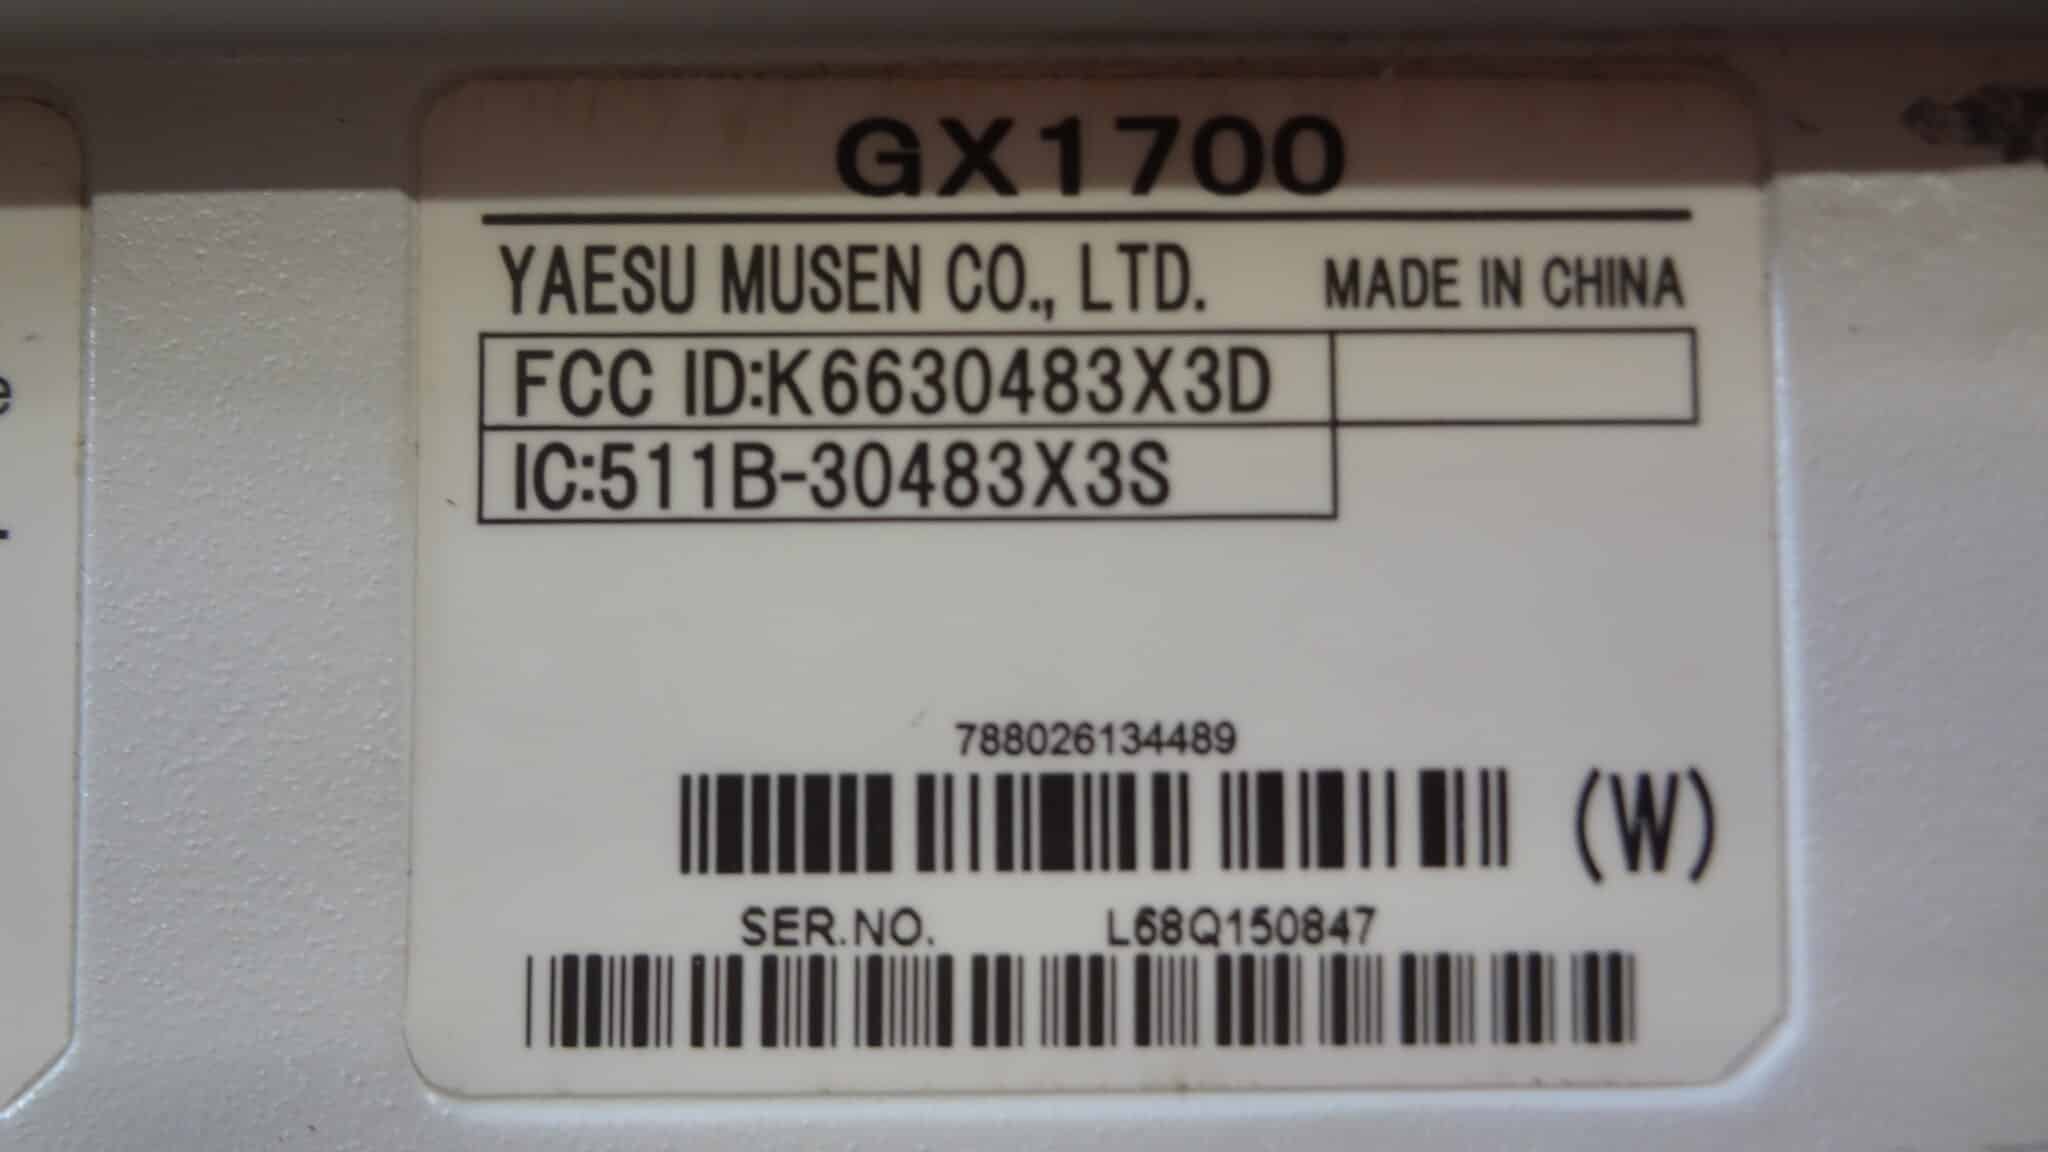 GX1700
YAESU MUSEN CO., LTD. MADE IN CHINA
FCC ID:K6630483X3D
IC:511B-30483X3S
788026134489
(W)
SER.NO. L68Q150847
e